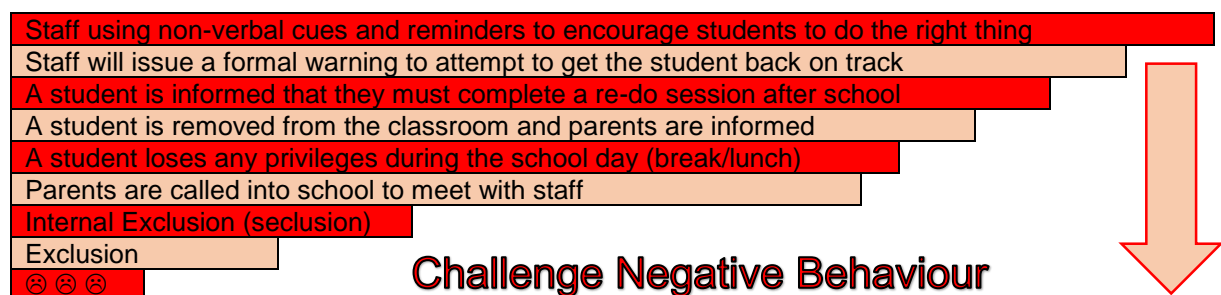 Staff using non-verbal cues and reminders to encourage students to do the right thing
Staff will issue a formal warning to attempt to get the student back on track
A student is informed that they must complete a re-do session after school
A student is removed from the classroom and parents are informed
A student loses any privileges during the school day (break/lunch)
Parents are called into school to meet with staff
Internal Exclusion (seclusion)
Exclusion
☹ ☹ ☹
Challenge Negative Behaviour